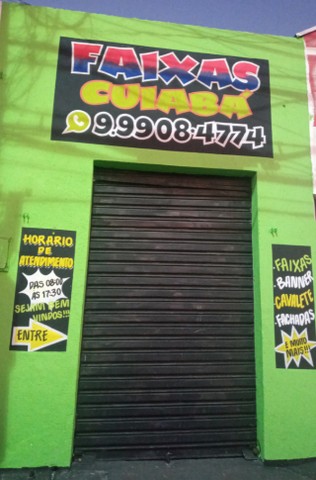 FAIXAS
CUIABÁ
9.9908-4774
HORÁRIO
DE
ATENDIMENTO
DAS 08:00
ÀS 17:30
SEJAM BEM
VINDOS!!!
ENTRE
-FAIXAS
-BANNER
-CAVALETE
-FACHADAS
E MUITO
MAIS!!!